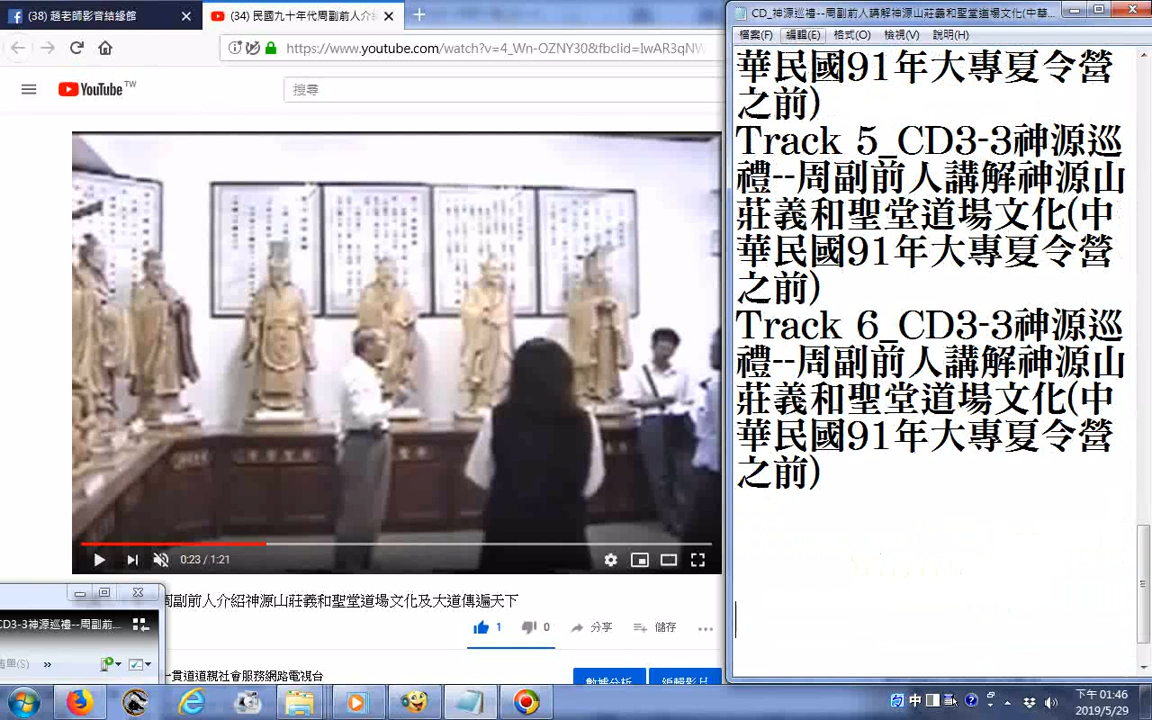 (38) 趙老師影音結緣館
(34) 民國九十年代周副前人介紹
https://www.youtube.com/watch?v=4_Wn-OZNY30&fbclid=IwAR3qNW
YouTube TW
搜尋
0:23 / 1:21
周副前人介紹神源山莊義和聖堂道場文化及大道傳遍天下
1
0
分享
儲存
一貫道道親社會服務網路電視台
數據分析
編輯影片
CD3-3神源巡禮--周副前...
單(S)
CD_神源巡禮--周副前人講解神源山莊義和聖堂道場文化(中華...
檔案(F) 編輯(E) 格式(O) 檢視(V) 說明(H)
華民國91年大專夏令營
之前)
Track 5_CD3-3神源巡
禮--周副前人講解神源山
莊義和聖堂道場文化(中
華民國91年大專夏令營
之前)
Track 6_CD3-3神源巡
禮--周副前人講解神源山
莊義和聖堂道場文化(中
華民國91年大專夏令營
之前)
中
下午 01:46
2019/5/29